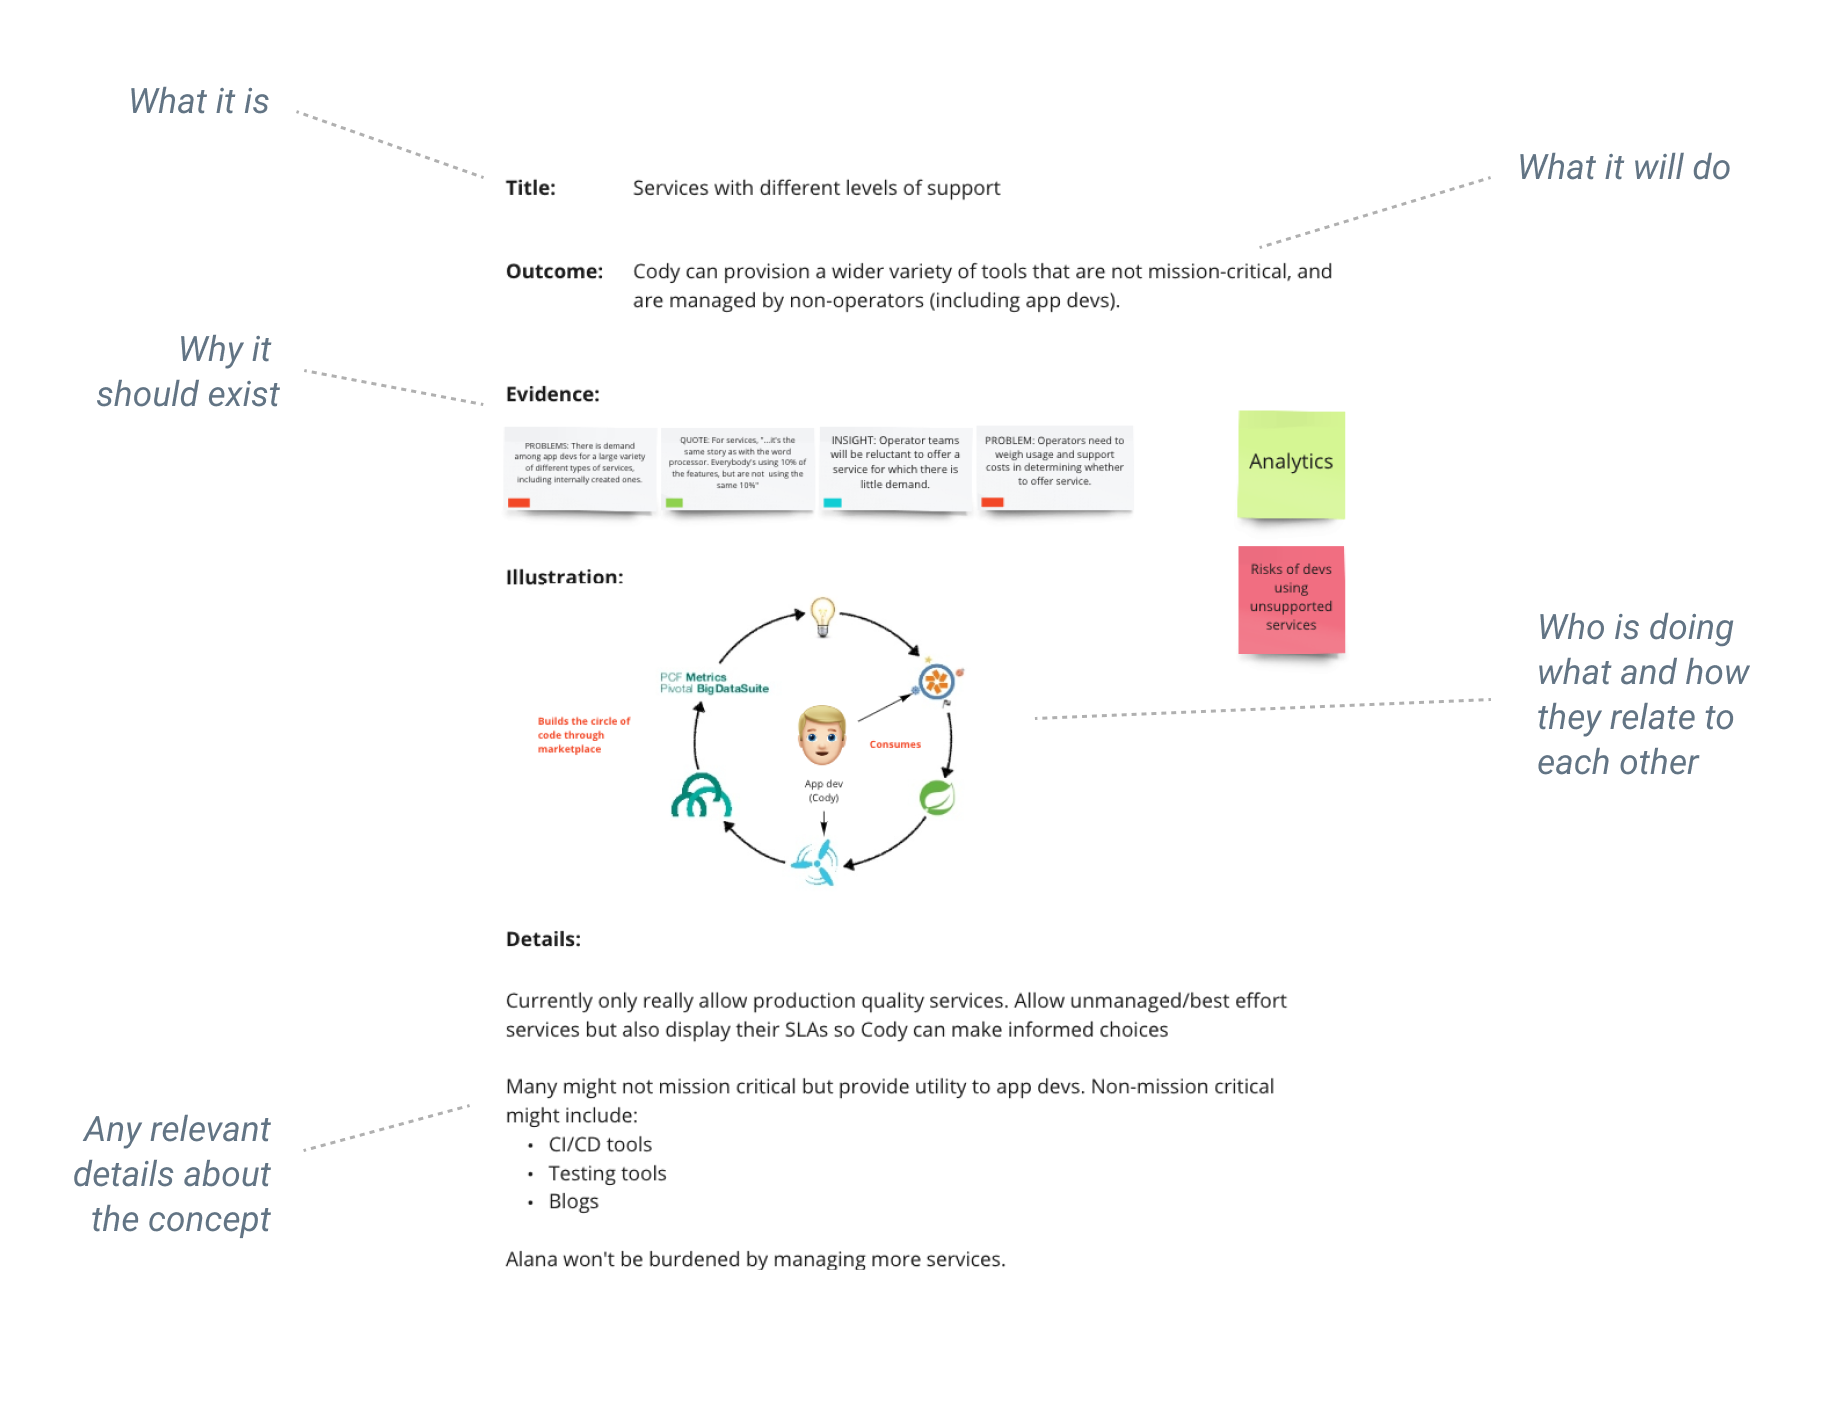 What it is
What it will do
Title:
Services with different levels of support
Outcome:
Cody can provision a wider variety of tools that are not mission-critical, and
are managed by non-operators (including app devs).
Why it
should exist
Evidence:
PROBLEMS: There is demand
among app devs for a large variety
of different types of services,
including internally created ones.
QUOTE: For services, "...it's the
same story as with the word
processor. Everybody's using 10% of
the features, but are not using the
same 10%"
INSIGHT: Operator teams
will be reluctant to offer a
service for which there is
little demand.
PROBLEM: Operators need to
weigh usage and support
costs in determining whether
to offer service.
Analytics
Risks of devs
using
unsupported
services
Illustration:
PCF Metrics
Pivotal BigDataSuite
Builds the circle of
code through
marketplace
Consumes
App dev
(Cody)
Who is doing
what and how
they relate to
each other
Details:
Currently only really allow production quality services. Allow unmanaged/best effort
services but also display their SLAs so Cody can make informed choices
Many might not mission critical but provide utility to app devs. Non-mission critical
might include:
• CI/CD tools
• Testing tools
• Blogs
Alana won't be burdened by managing more services.
Any relevant
details about
the concept